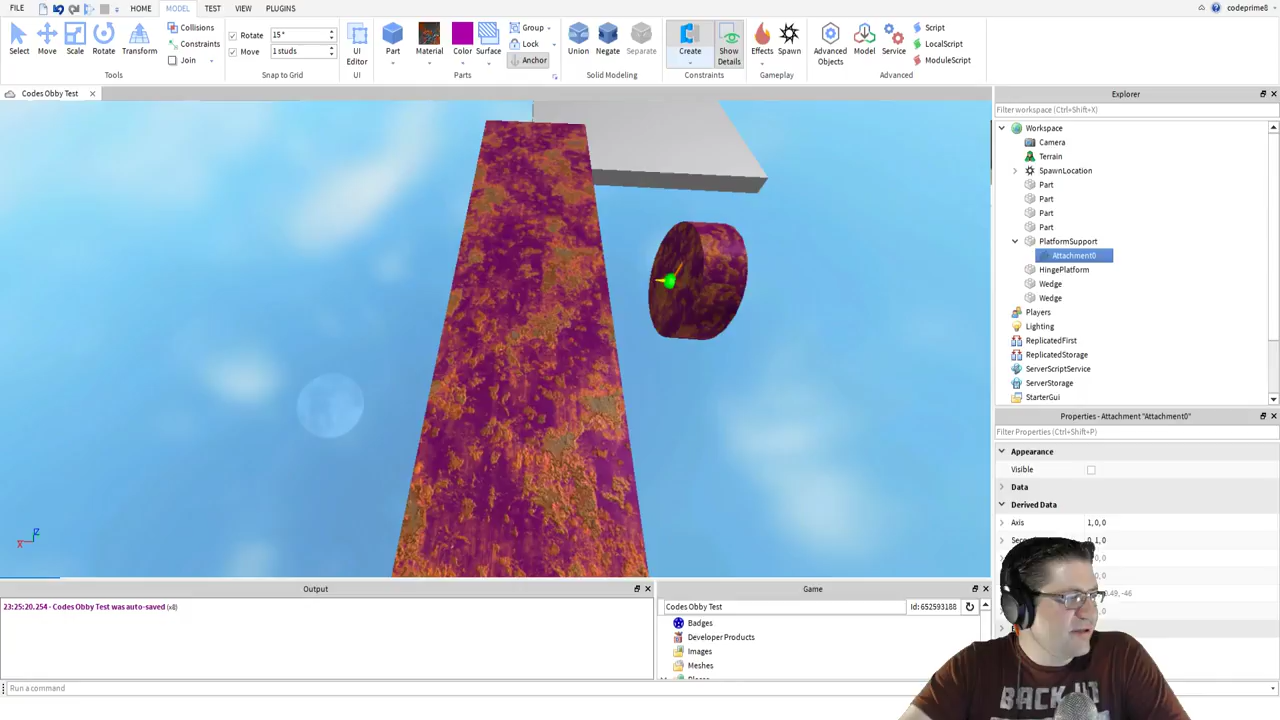 FILE HOME MODEL TEST VIEW PLUGINS codeprime8
Select Move Scale Rotate Transform Collisions Constraints Join Tools
Rotate 15° Move 1 studs Snap to Grid
UI Editor UI
Part Material Color Surface Group Lock Anchor Parts
Union Negate Separate Solid Modeling
Create Show Details Constraints
Effects Spawn Gameplay
Advanced Objects Model Service Script LocalScript ModuleScript Advanced
Codes Obby Test
Explorer
Filter workspace (Ctrl+Shift+X)
Workspace
Camera
Terrain
SpawnLocation
Part
Part
Part
Part
PlatformSupport
Attachment0
HingePlatform
Wedge
Wedge
Players
Lighting
ReplicatedFirst
ReplicatedStorage
ServerScriptService
ServerStorage
StarterGui
Properties - Attachment "Attachment0"
Filter Properties (Ctrl+Shift+P)
Appearance
Visible
Data
Derived Data
Axis 1, 0, 0
0, 1, 0
X Z
Output
23:25:20.254 - Codes Obby Test was auto-saved (x8)
Game
Codes Obby Test Id: 652593188
Badges
Developer Products
Images
Meshes
Run a command
BACK